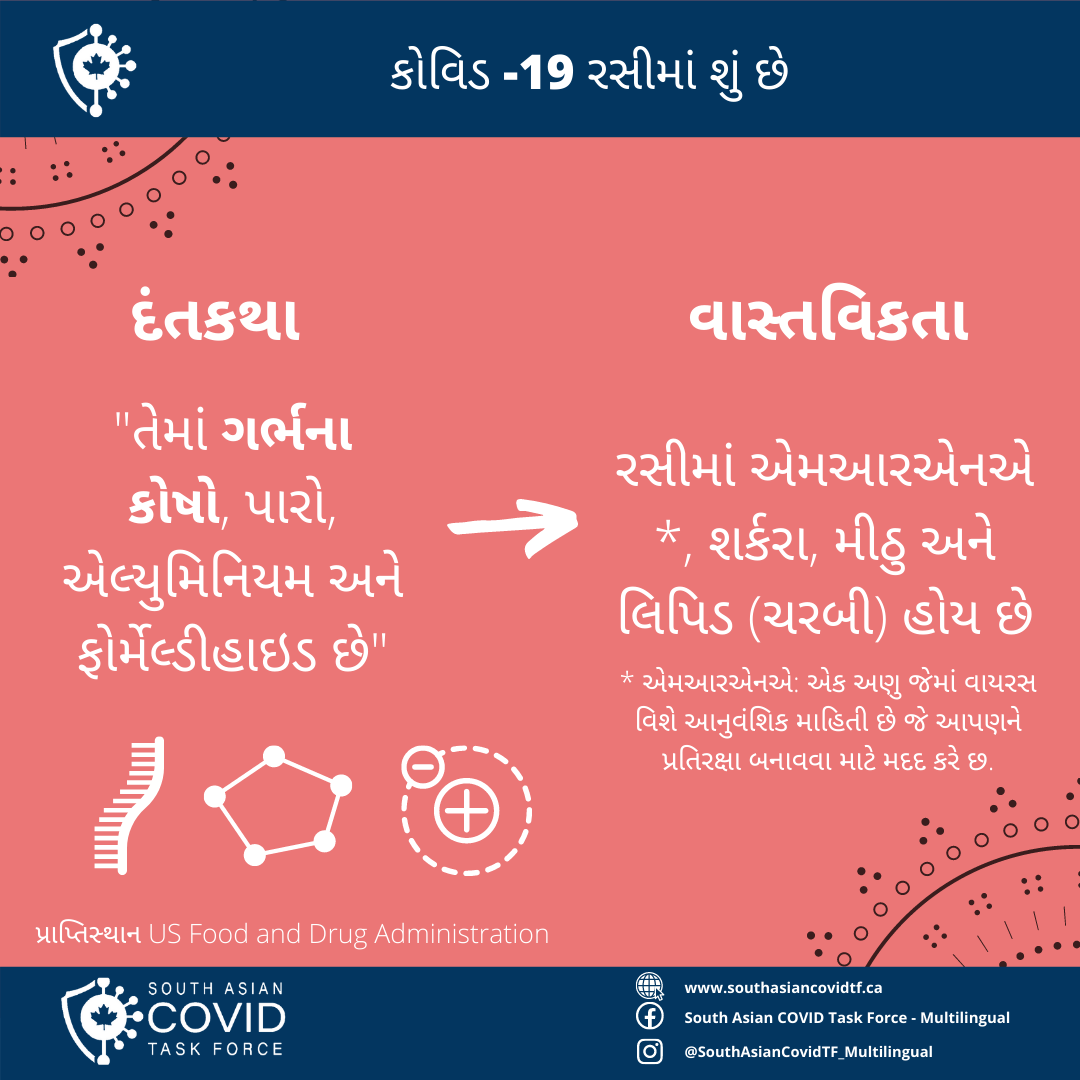 કોવિડ -19 રસીમાં શું છે
દંતકથા
"તેમાં ગર્ભના
કોષો, પારો,
એલ્યુમિનિયમ અને
ફોર્મેલ્ડીહાઇડ છે"
વાસ્તવિકતા
રસીમાં એમઆરએનએ
*, શર્કરા, મીઠુ અને
લિપિડ (ચરબી) હોય છે
* એમઆરએનએ: એક અણુ જેમાં વાયરસ
વિશે આનુવંશિક માહિતી છે જે આપણને
પ્રતિરક્ષા બનાવવા માટે મદદ કરે છ.
પ્રાપ્તિસ્થાન US Food and Drug Administration
SOUTH ASIAN
COVID
TASK FORCE
www.southasiancovidtf.ca
South Asian COVID Task Force - Multilingual
@SouthAsianCovidTF_Multilingual